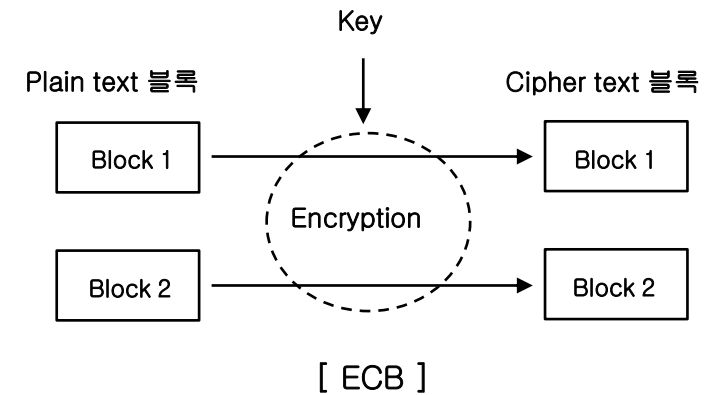 Key
Plain text 블록
Cipher text 블록
Block 1
Block 1
Encryption
Block 2
Block 2
[ ECB ]